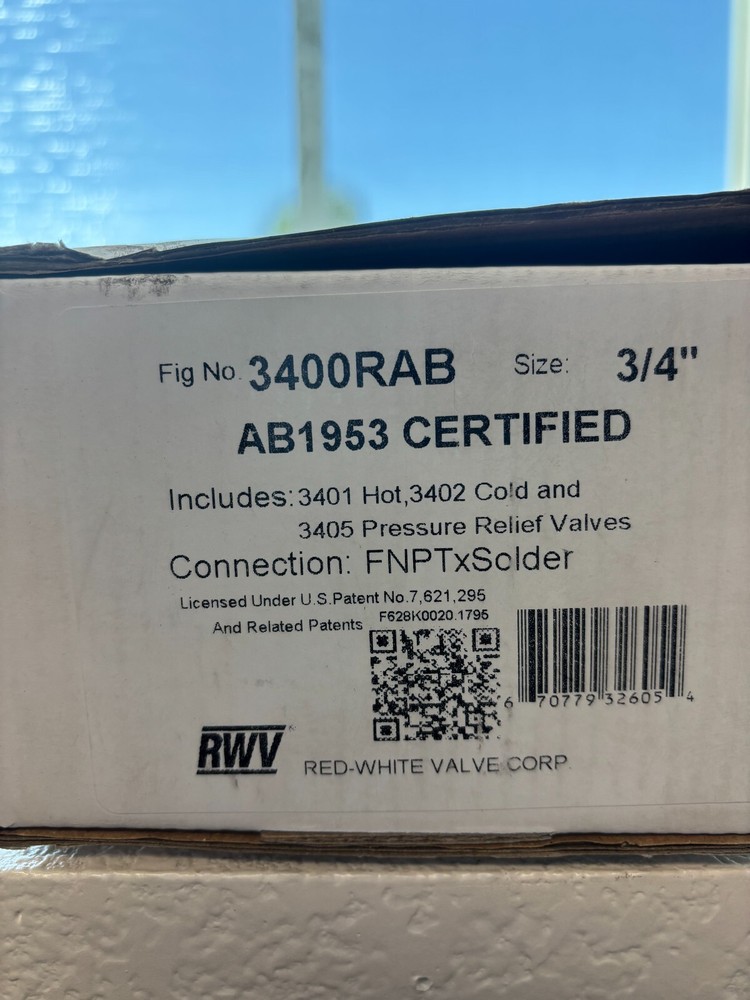 Fig No. 3400RAB Size: 3/4"
AB1953 CERTIFIED
Includes: 3401 Hot, 3402 Cold and
3405 Pressure Relief Valves
Connection: FNPTxSolder
Licensed Under U.S.Patent No.7,621,295
And Related Patents
F628K0020.1795
6 70779 32605 4
RWV
RED-WHITE VALVE CORP.